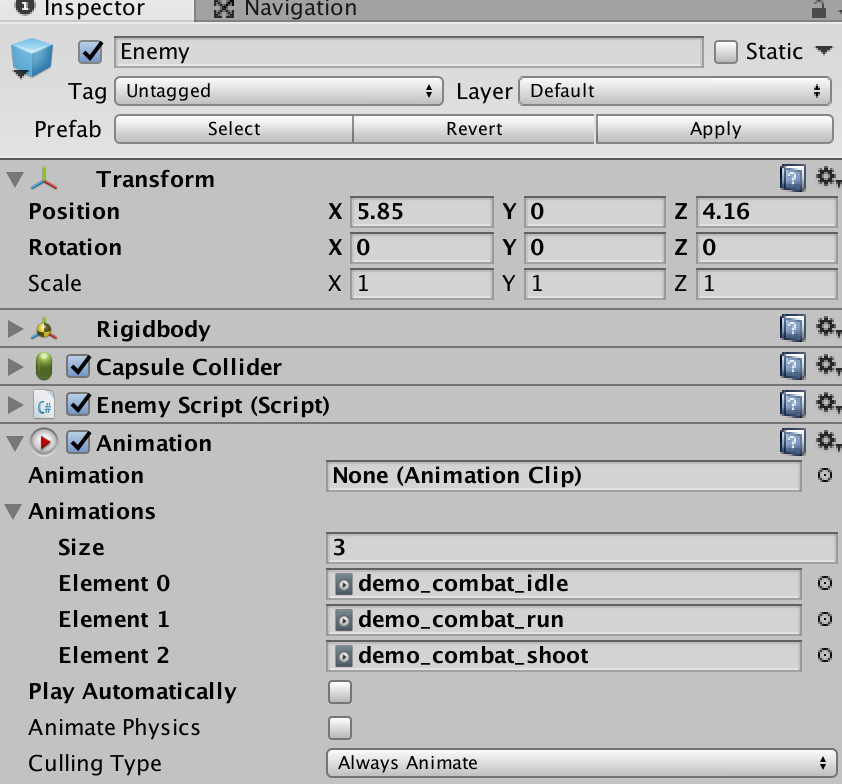 Inspector Navigation
Enemy Static
Tag Untagged Layer Default
Prefab Select Revert Apply
Transform
Position X 5.85 Y 0 Z 4.16
Rotation X 0 Y 0 Z 0
Scale X 1 Y 1 Z 1
Rigidbody
Capsule Collider
C# Enemy Script (Script)
Animation
Animation None (Animation Clip)
Animations
Size 3
Element 0 demo_combat_idle
Element 1 demo_combat_run
Element 2 demo_combat_shoot
Play Automatically
Animate Physics
Culling Type Always Animate